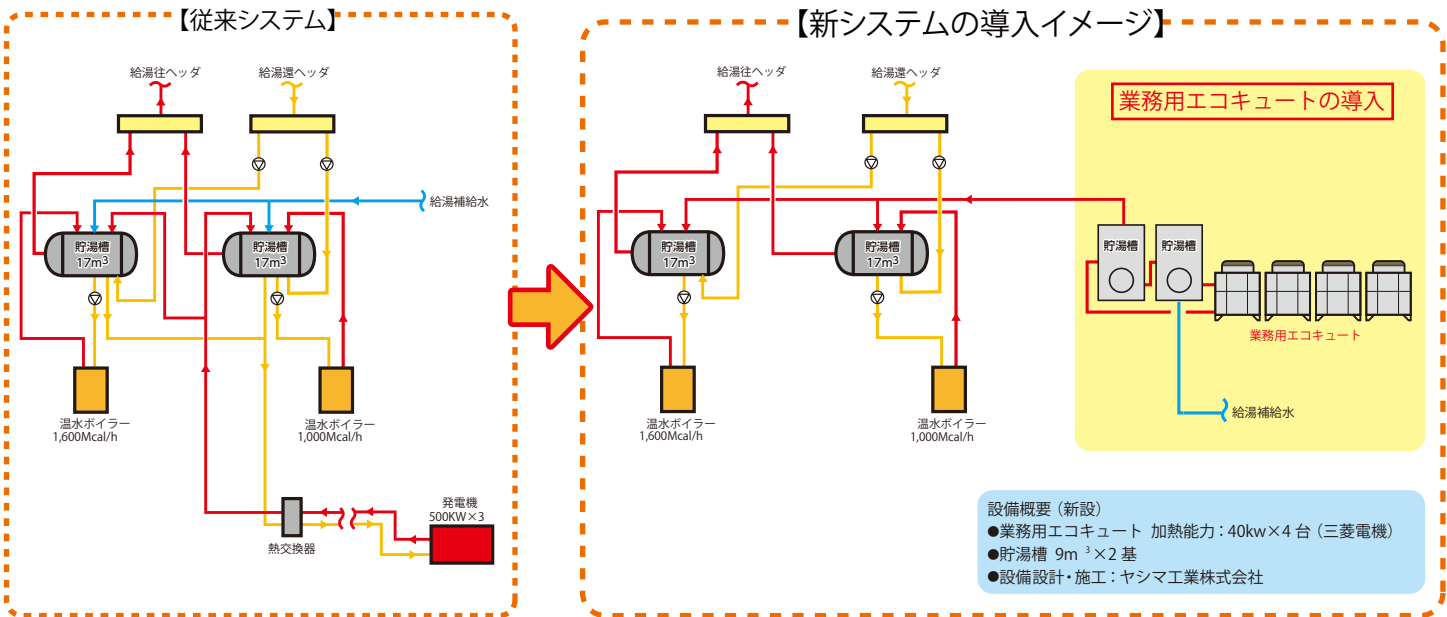 【従来システム】
給湯往ヘッダ
給湯還ヘッダ
給湯補給水
貯湯槽
17m3
貯湯槽
17m3
温水ボイラー
1,600Mcal/h
温水ボイラー
1,000Mcal/h
発電機
500KW×3
熱交換器
【新システムの導入イメージ】
給湯往ヘッダ
給湯還ヘッダ
業務用エコキュートの導入
貯湯槽
17m3
貯湯槽
17m3
貯湯槽
貯湯槽
業務用エコキュート
温水ボイラー
1,600Mcal/h
温水ボイラー
1,000Mcal/h
給湯補給水
設備概要（新設）
●業務用エコキュート 加熱能力：40kw×4 台（三菱電機）
●貯湯槽 9m 3 ×2 基
●設備設計・施工：ヤシマ工業株式会社